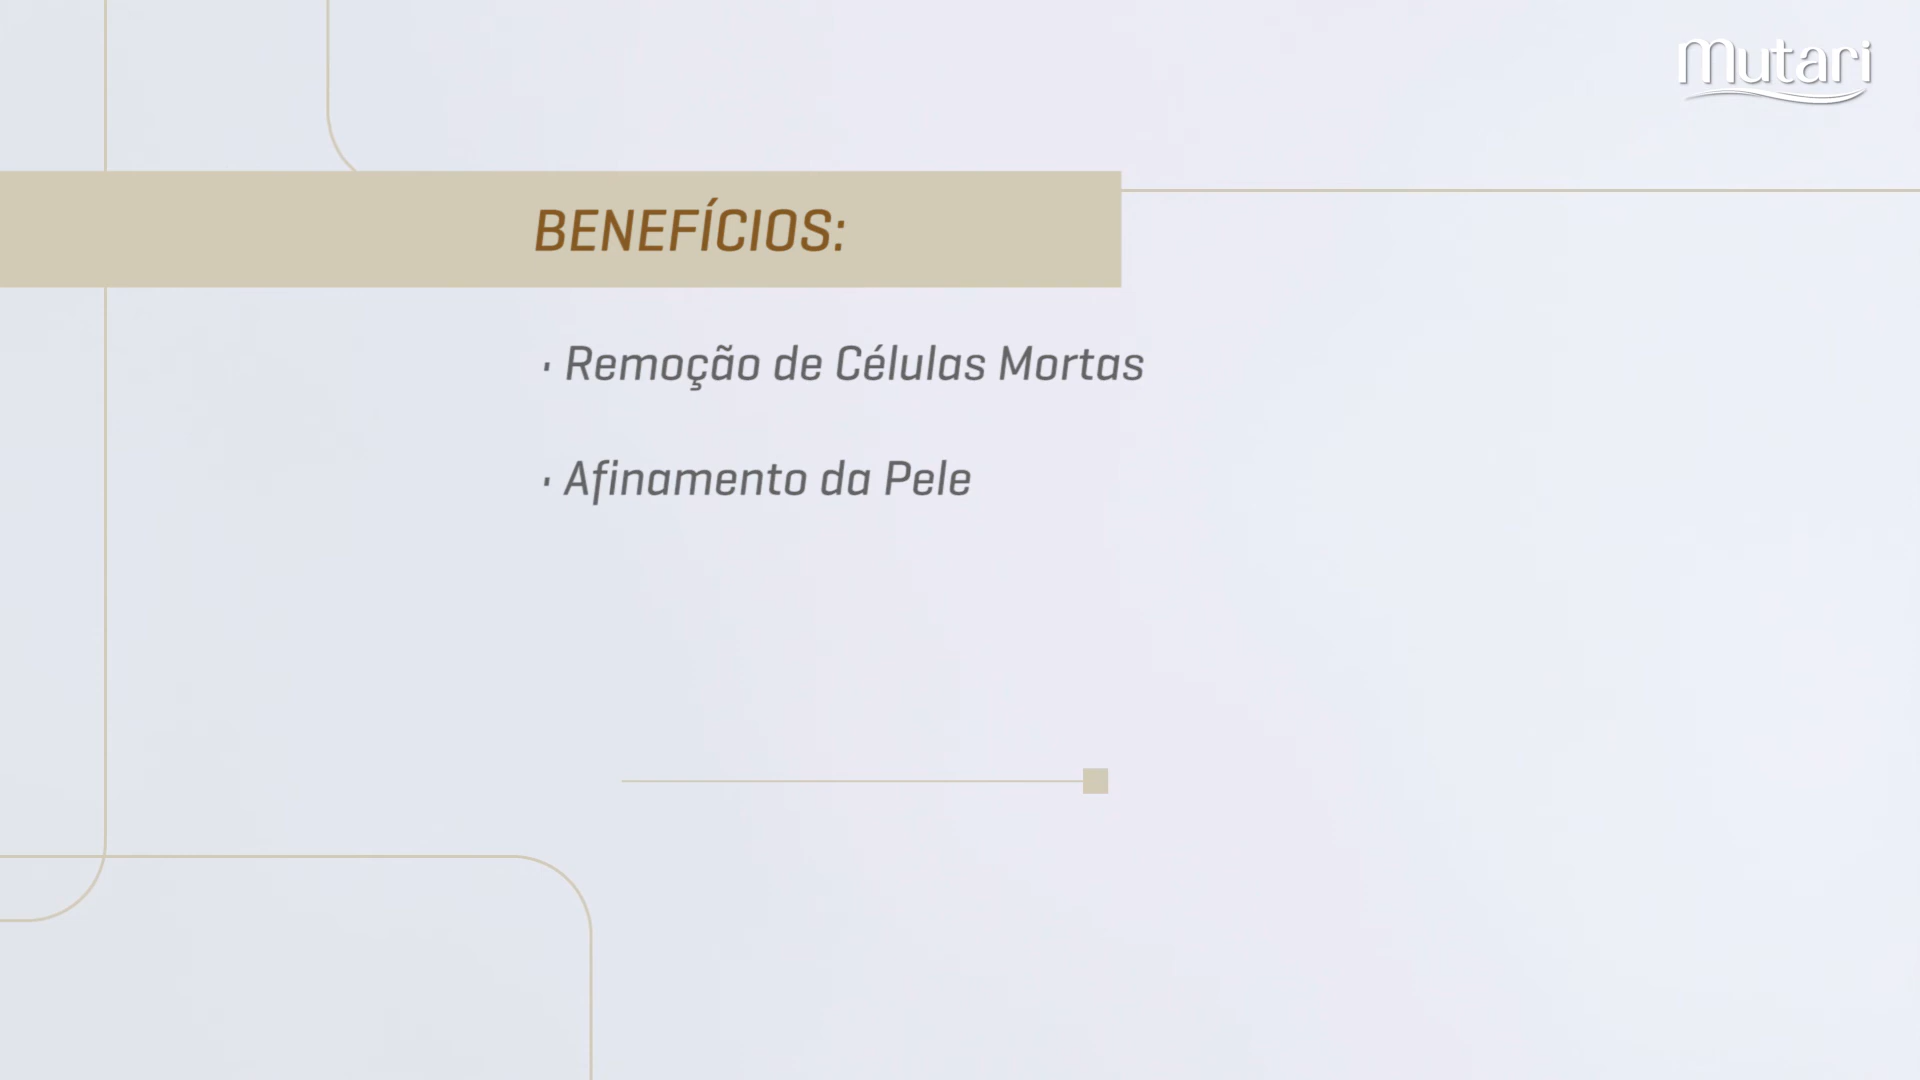 mutari
BENEFÍCIOS:
· Remoção de Células Mortas
· Afinamento da Pele